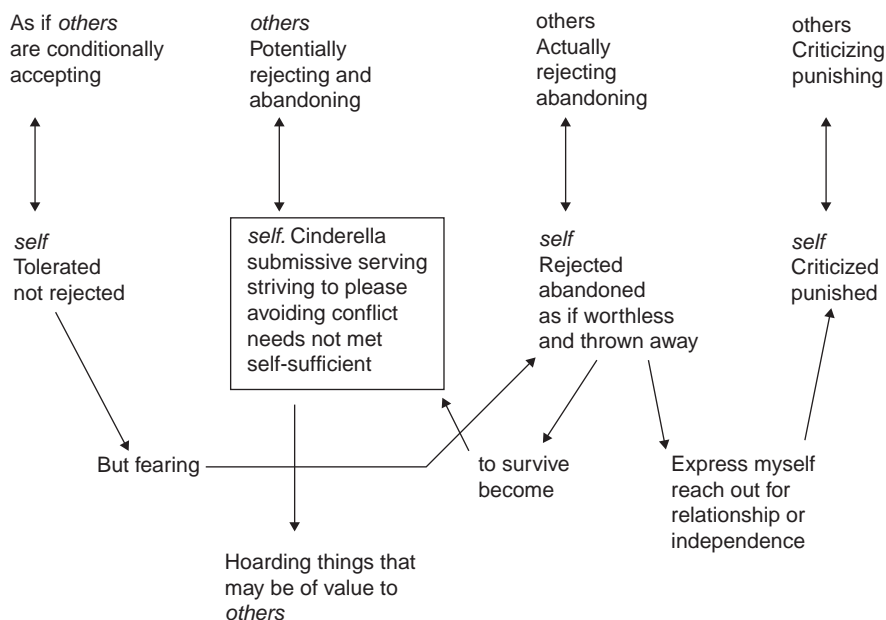 As if others
are conditionally
accepting
others
Potentially
rejecting and
abandoning
others
Actually
rejecting
abandoning
others
Criticizing
punishing
self
Tolerated
not rejected
self. Cinderella
submissive serving
striving to please
avoiding conflict
needs not met
self-sufficient
self
Rejected
abandoned
as if worthless
and thrown away
self
Criticized
punished
But fearing
to survive
become
Express myself
reach out for
relationship or
independence
Hoarding things that
may be of value to
others